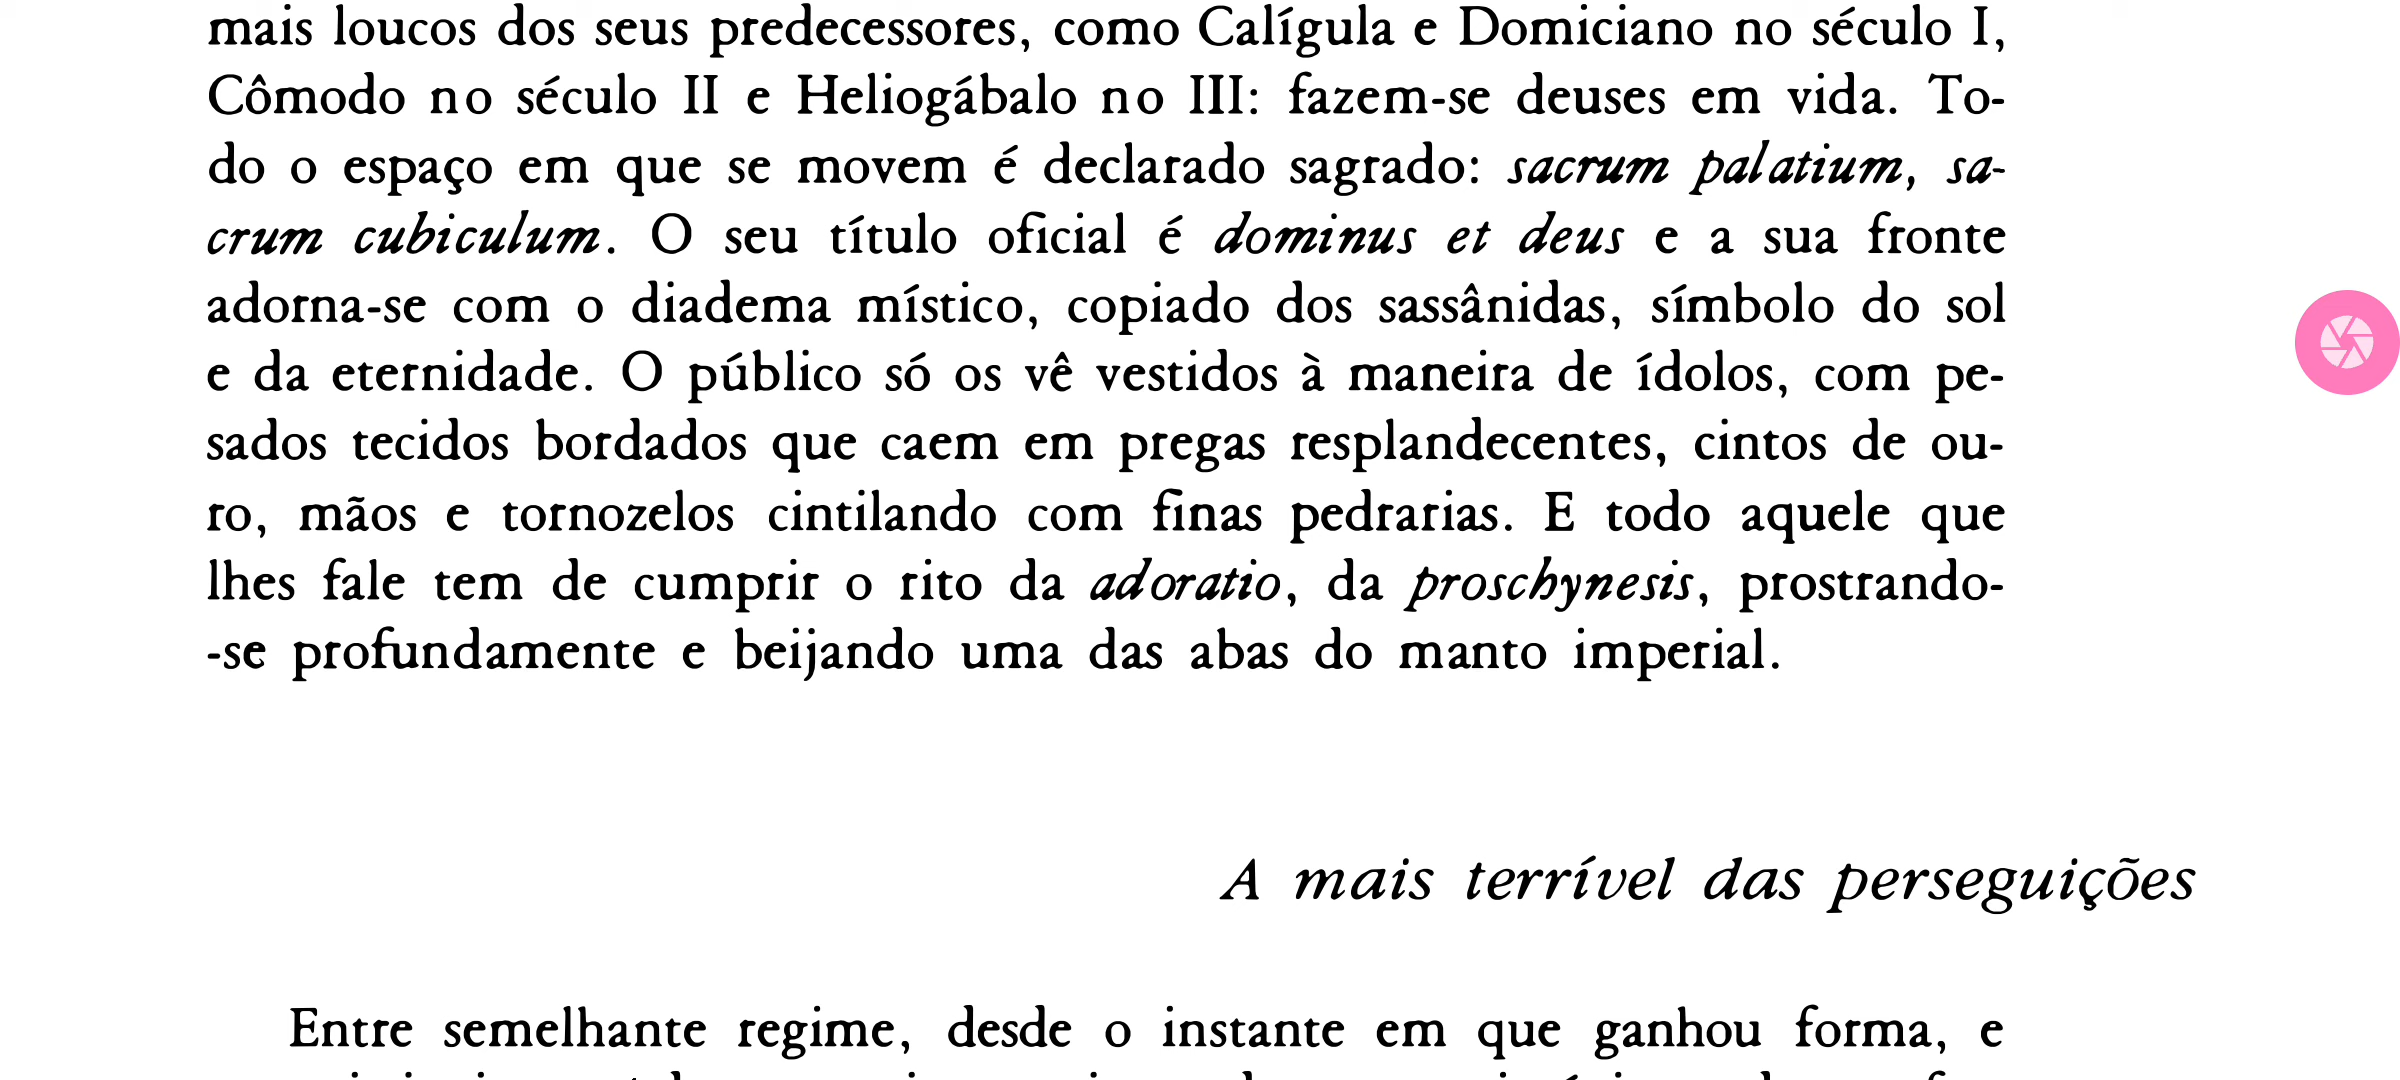 mais loucos dos seus predecessores, como Calígula e Domiciano no século I,
Cômodo no século II e Heliogábalo no III: fazem-se deuses em vida. To-
do o espaço em que se movem é declarado sagrado: sacrum palatium, sa-
crum cubiculum. O seu título oficial é dominus et deus e a sua fronte
adorna-se com o diadema místico, copiado dos sassânidas, símbolo do sol
e da eternidade. O público só os vê vestidos à maneira de ídolos, com pe-
sados tecidos bordados que caem em pregas resplandecentes, cintos de ou-
ro, mãos e tornozelos cintilando com finas pedrarias. E todo aquele que
lhes fale tem de cumprir o rito da adoratio, da proschynesis, prostrando-
-se profundamente e beijando uma das abas do manto imperial.
A mais terrível das perseguições
Entre semelhante regime, desde o instante em que ganhou forma, e